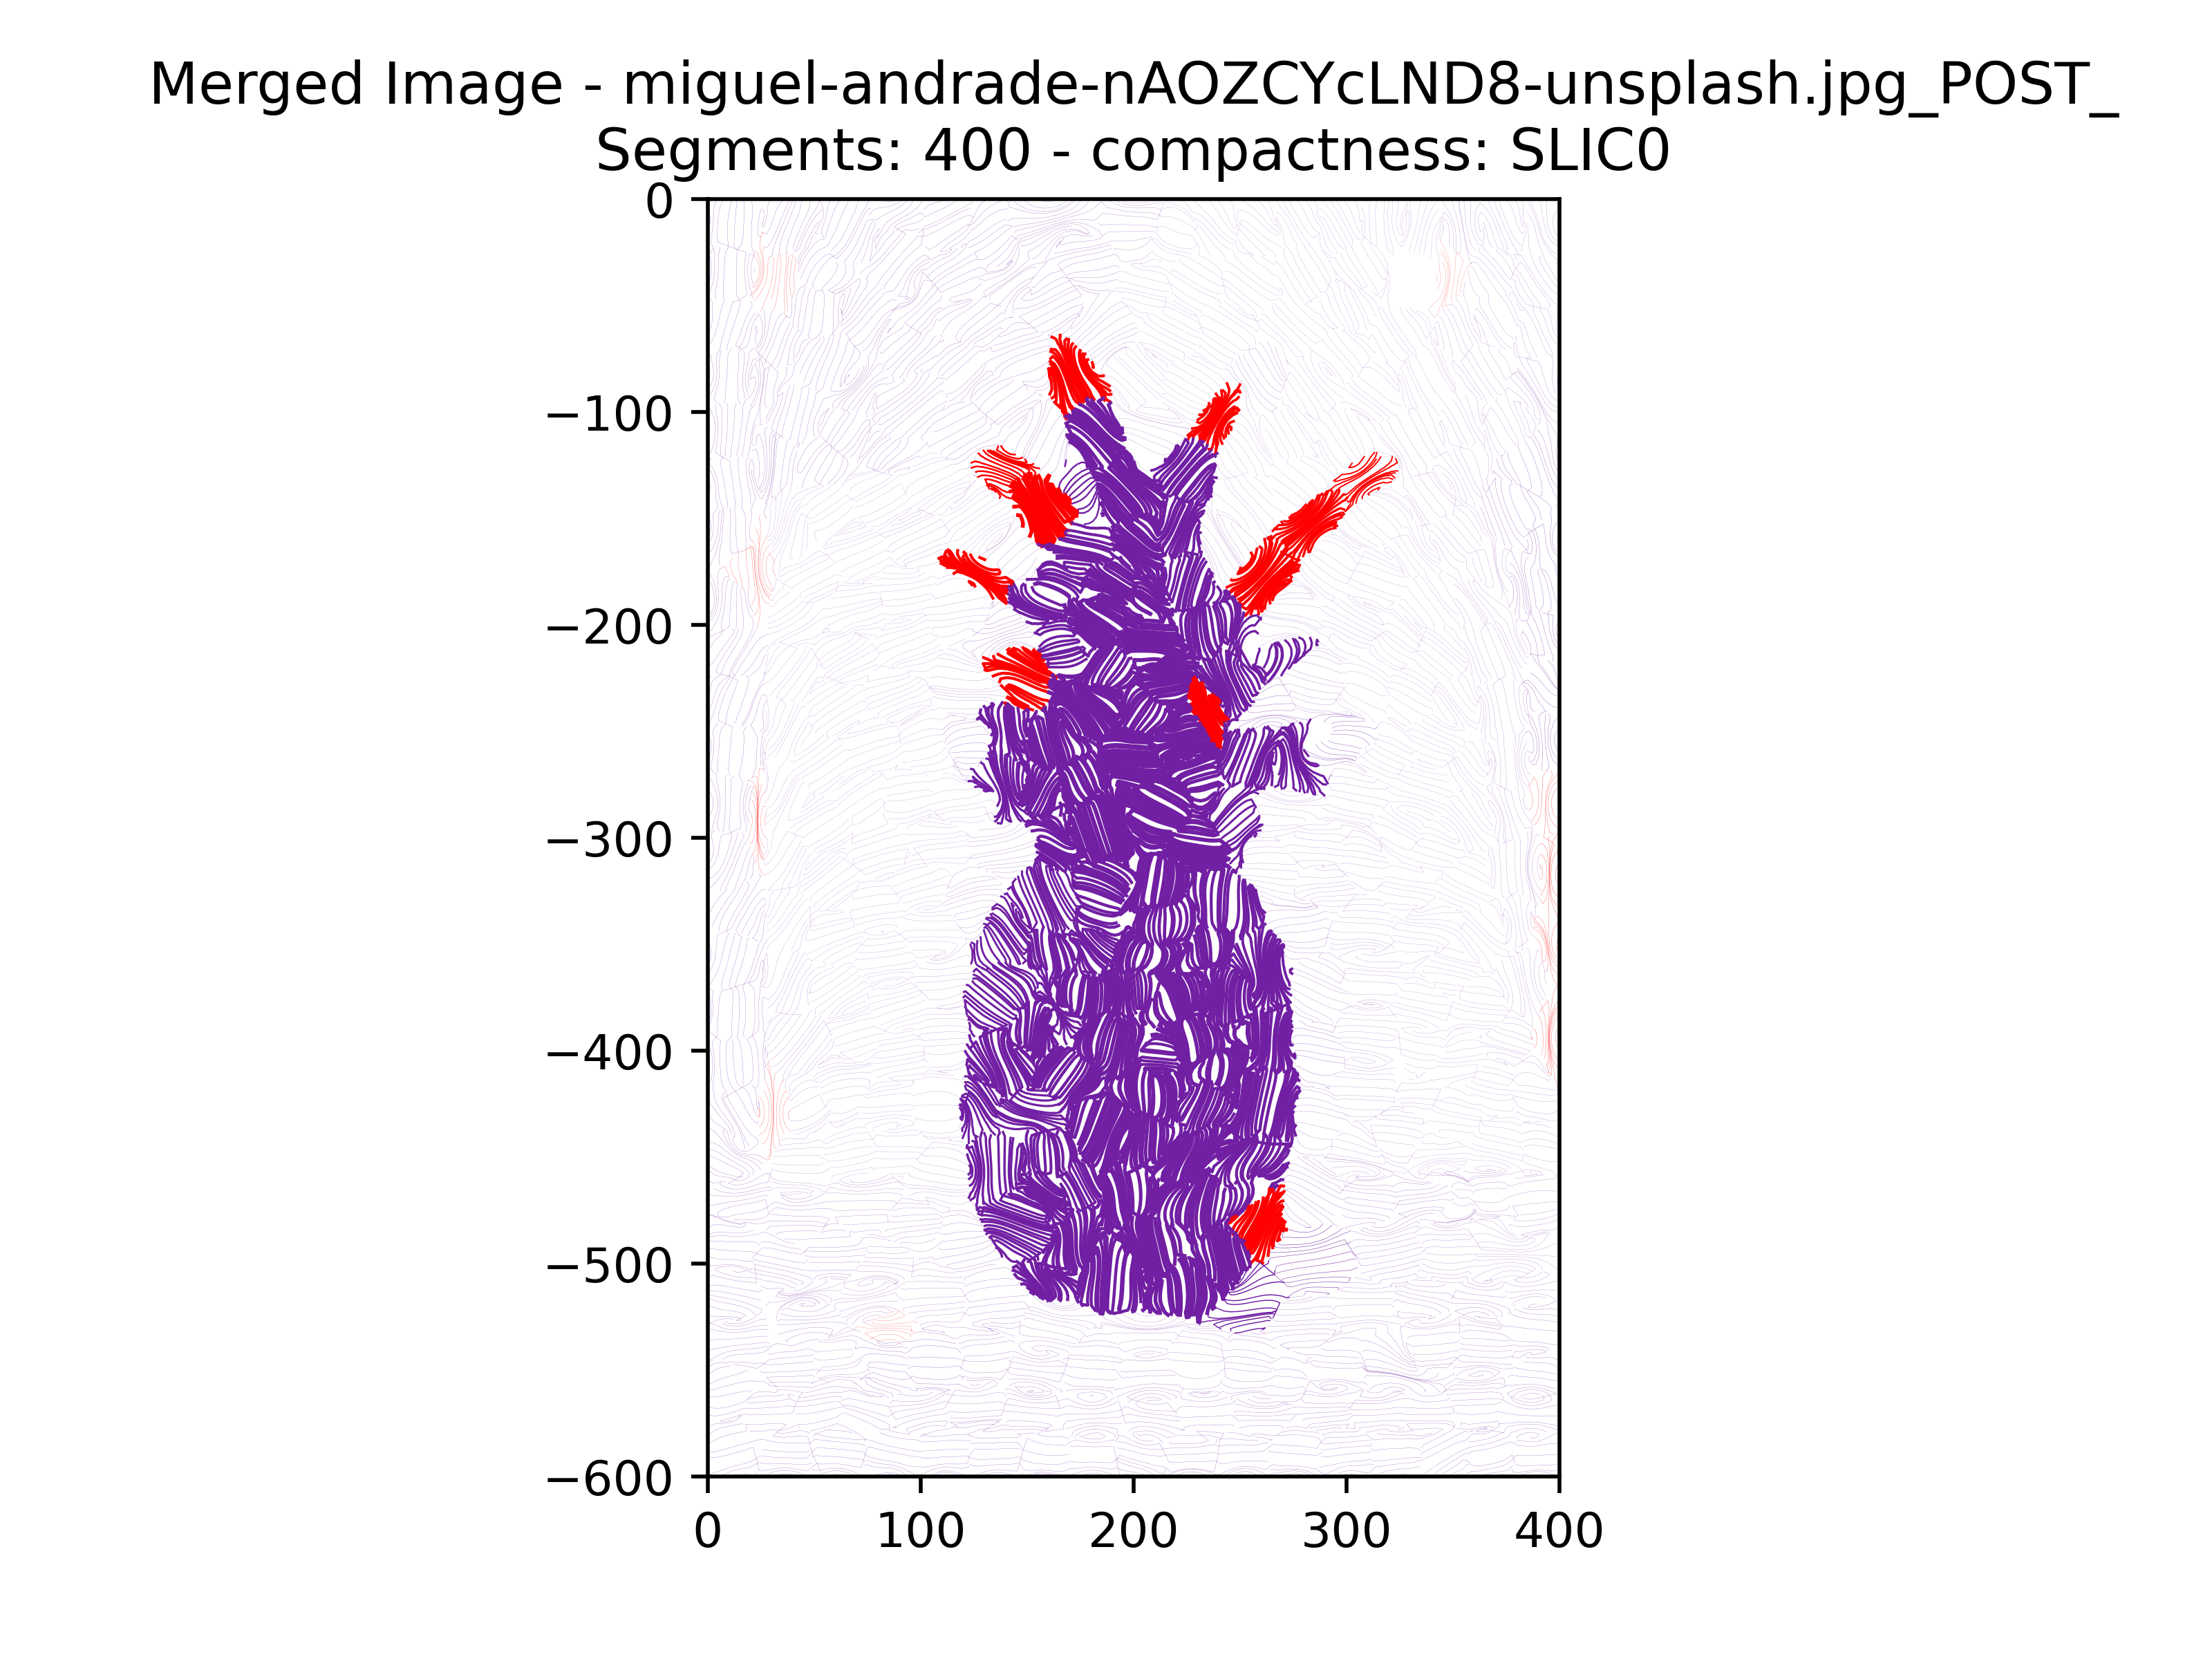 Merged Image - miguel-andrade-nAOZCYcLND8-unsplash.jpg_POST_
Segments: 400 - compactness: SLIC0
0
−100
−200
−300
−400
−500
−600
0 100 200 300 400